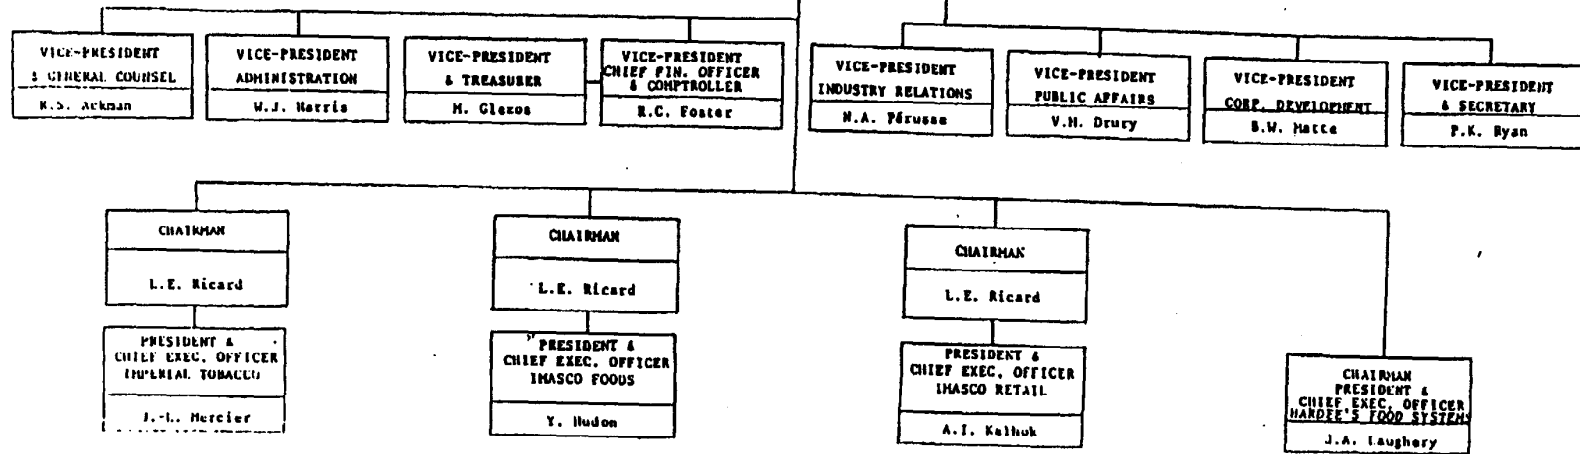 VICE-PRESIDENT
& GENERAL COUNSEL
R.S. Ackman
VICE-PRESIDENT
ADMINISTRATION
W.J. Harris
VICE-PRESIDENT
& TREASURER
M. Glezos
VICE-PRESIDENT
CHIEF FIN. OFFICER
& COMPTROLLER
R.C. Foster
VICE-PRESIDENT
INDUSTRY RELATIONS
N.A. Pérusse
VICE-PRESIDENT
PUBLIC AFFAIRS
V.H. Drury
VICE-PRESIDENT
CORP. DEVELOPMENT
B.W. Matte
VICE-PRESIDENT
& SECRETARY
P.K. Ryan
CHAIRMAN
L.E. Ricard
PRESIDENT &
CHIEF EXEC. OFFICER
IMPERIAL TOBACCO
J.-L. Mercier
CHAIRMAN
L.E. Ricard
PRESIDENT &
CHIEF EXEC. OFFICER
IMASCO FOODS
Y. Hudon
CHAIRMAN
L.E. Ricard
PRESIDENT &
CHIEF EXEC. OFFICER
IMASCO RETAIL
A.I. Kalhok
CHAIRMAN
PRESIDENT &
CHIEF EXEC. OFFICER
HARDEE'S FOOD SYSTEMS
J.A. Laughery